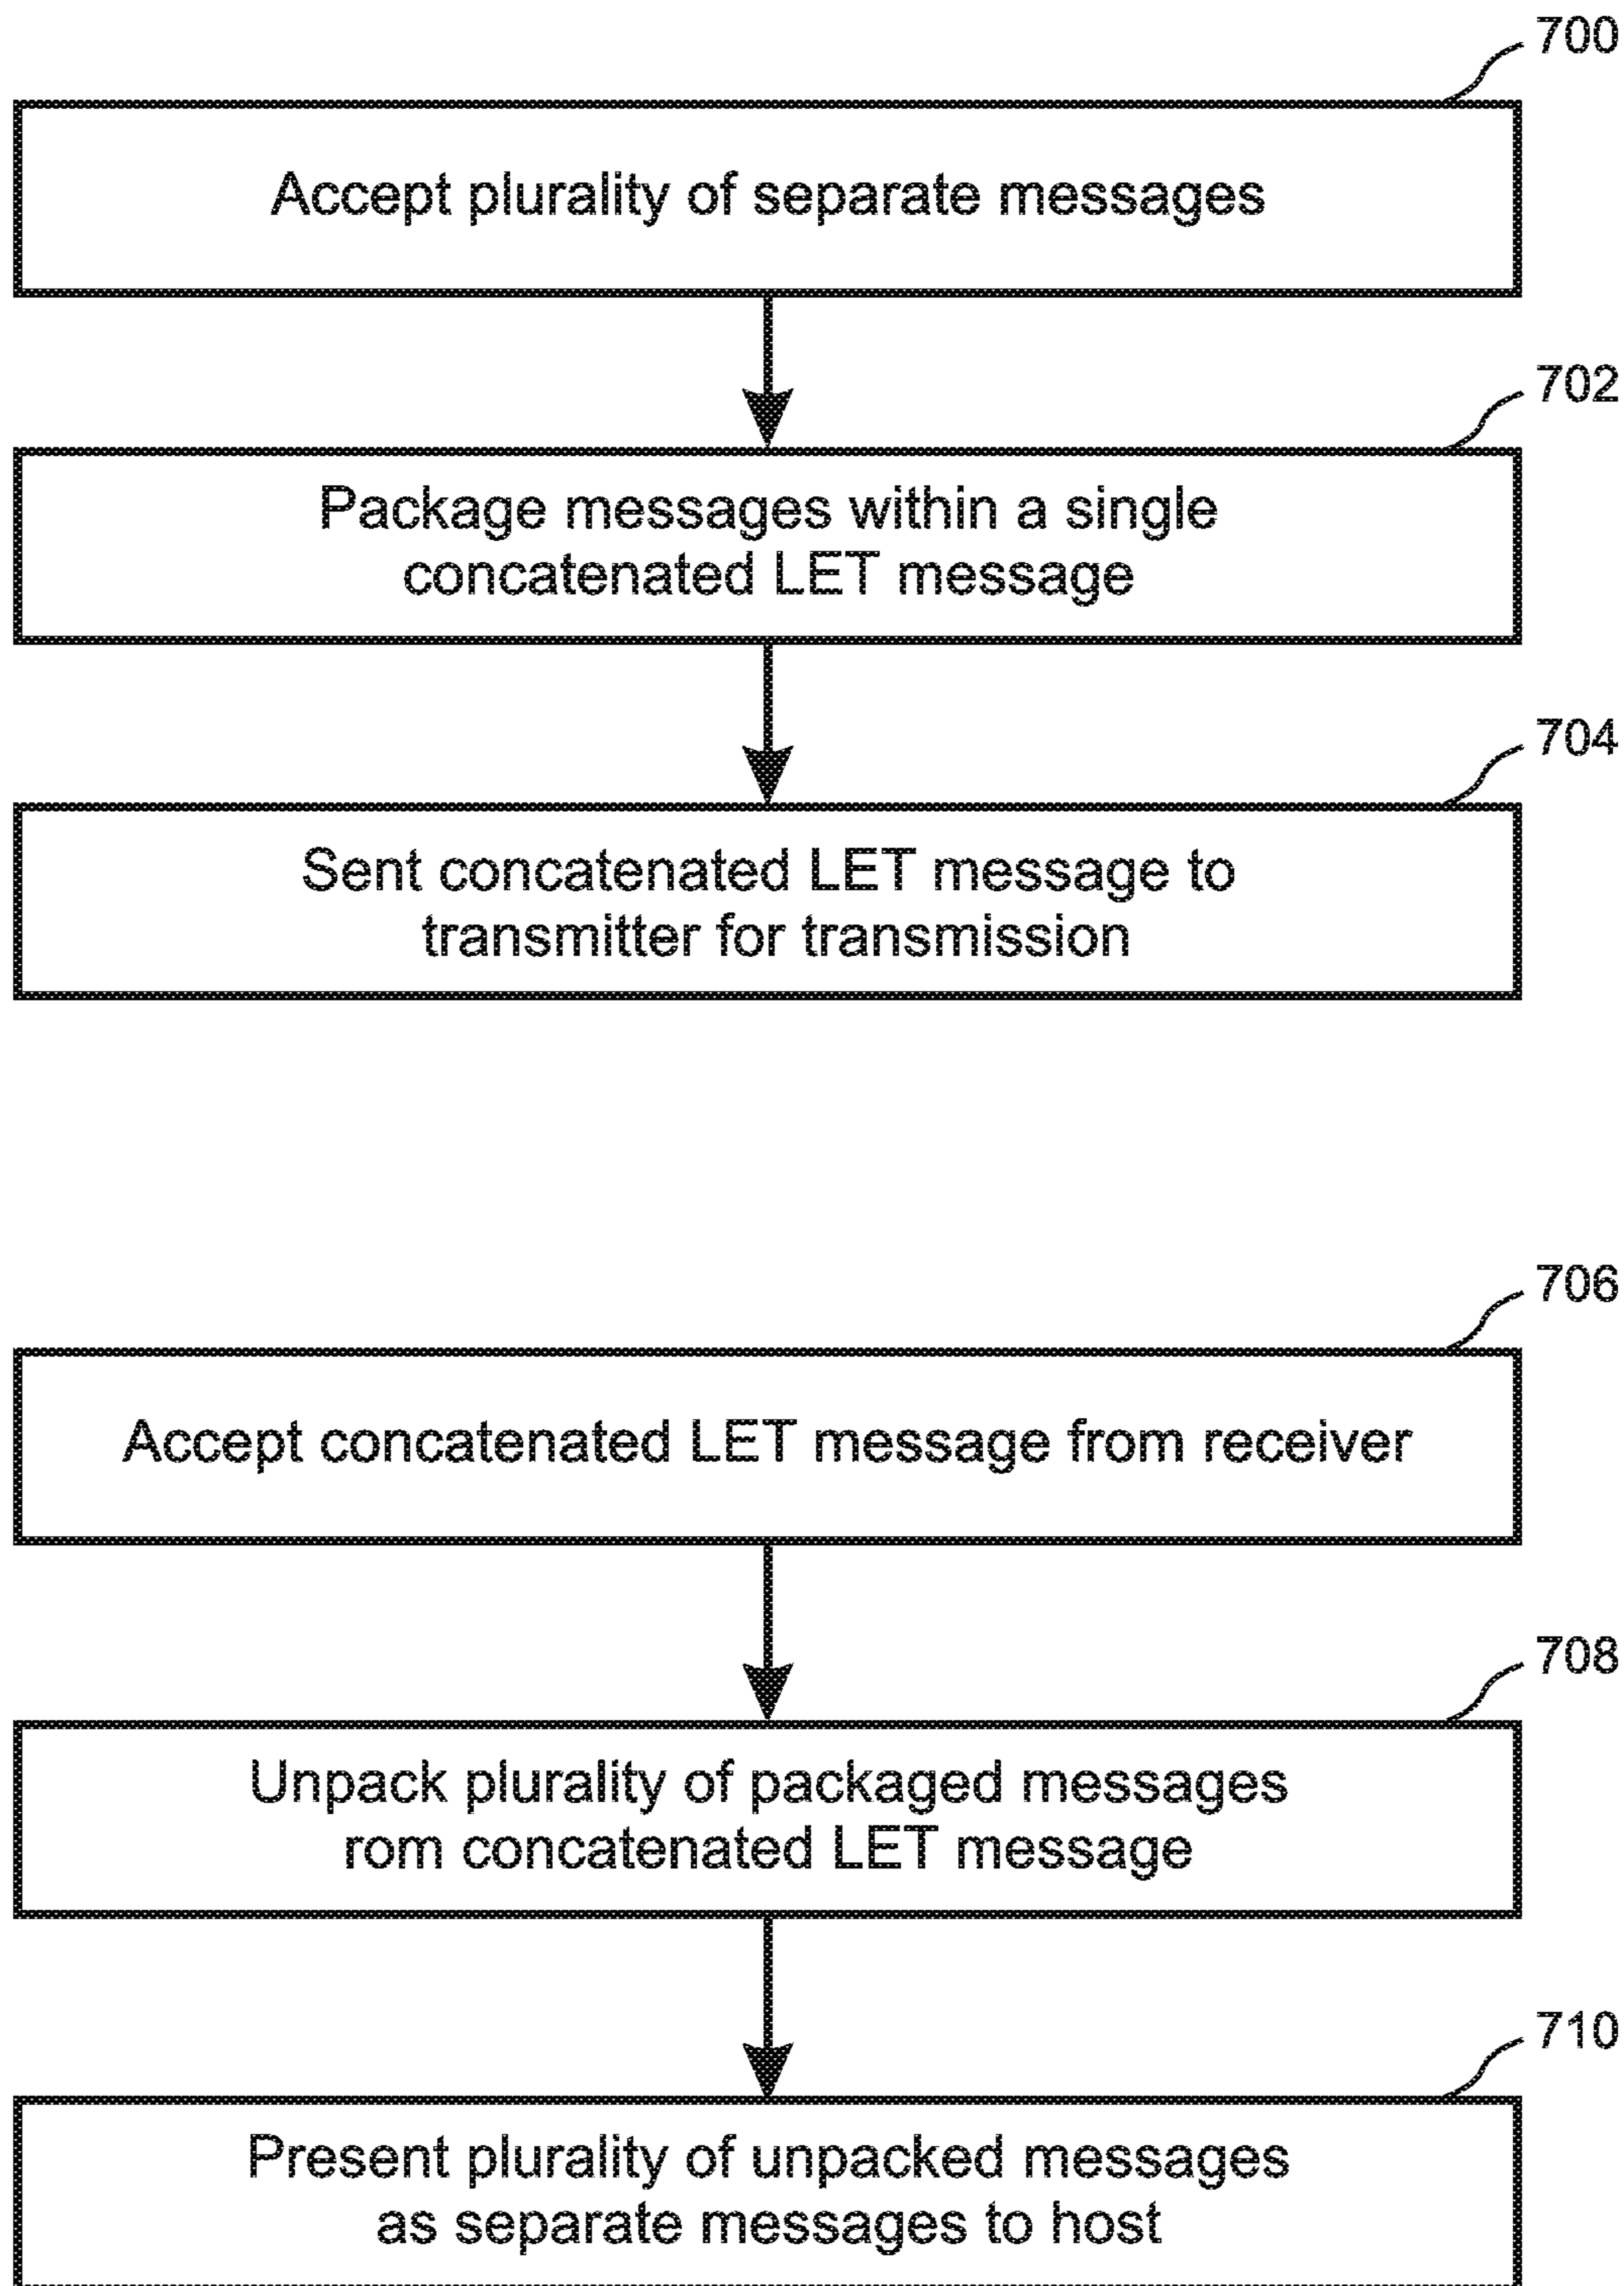 700
Accept plurality of separate messages
702
Package messages within a single
concatenated LET message
704
Sent concatenated LET message to
transmitter for transmission
706
Accept concatenated LET message from receiver
708
Unpack plurality of packaged messages
rom concatenated LET message
710
Present plurality of unpacked messages
as separate messages to host